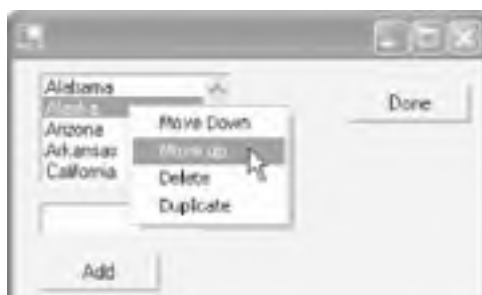 Alabama
Alaska
Arizona
Arkansas
California
Move Down
Move up
Delete
Duplicate
Done
Add